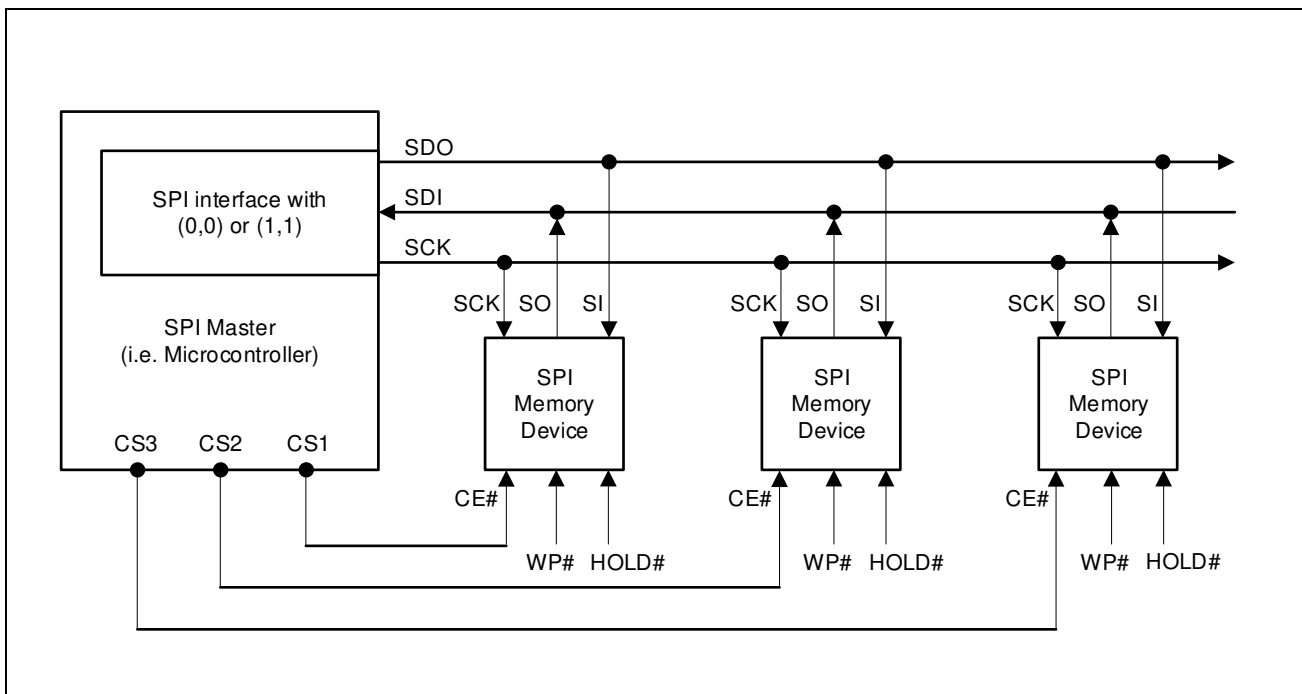 SDO
SPI interface with
(0,0) or (1,1)
SDI
SCK
SPI Master
(i.e. Microcontroller)
CS3 CS2 CS1
SCK SO SI
SPI
Memory
Device
CE#
WP# HOLD#
SCK SO SI
SPI
Memory
Device
CE#
WP# HOLD#
SCK SO SI
SPI
Memory
Device
CE#
WP# HOLD#